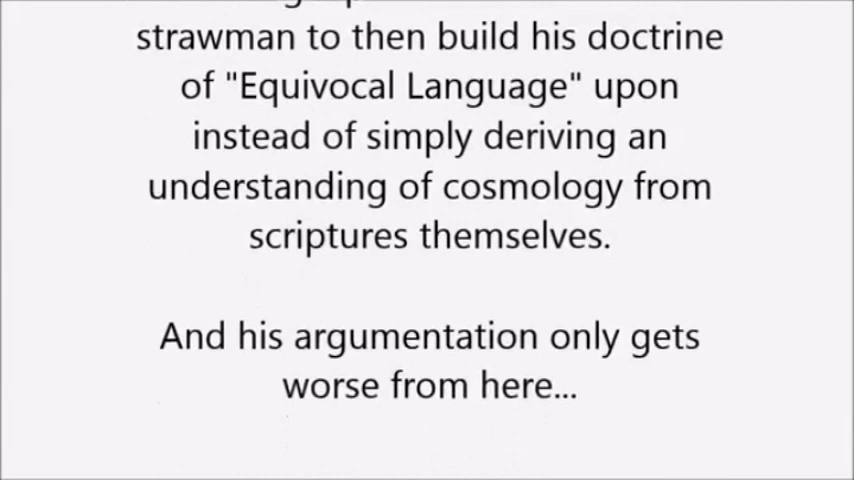 strawman to then build his doctrine
of "Equivocal Language" upon
instead of simply deriving an
understanding of cosmology from
scriptures themselves.
And his argumentation only gets
worse from here...